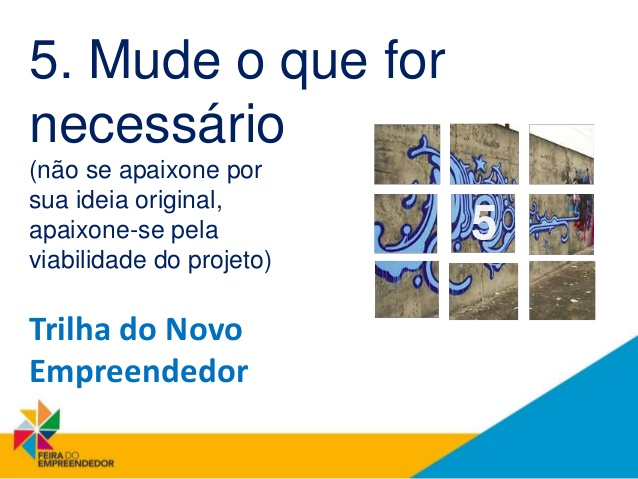 5. Mude o que for
necessário
(não se apaixone por
sua ideia original,
apaixone-se pela
viabilidade do projeto)
5
Trilha do Novo
Empreendedor
FEIRA DO
EMPREENDEDOR